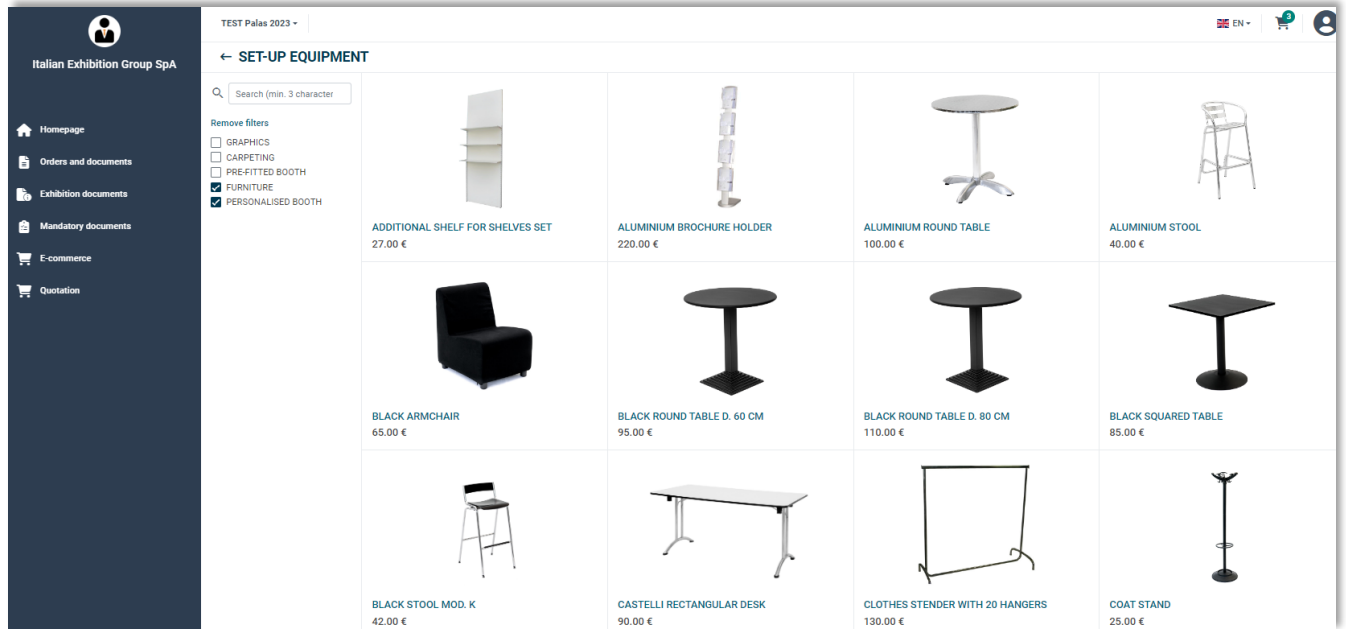 Italian Exhibition Group SpA
Homepage
Orders and documents
Exhibition documents
Mandatory documents
E-commerce
Quotation
TEST Palas 2023
EN
3
← SET-UP EQUIPMENT
Search (min. 3 character
Remove filters
GRAPHICS
CARPETING
PRE-FITTED BOOTH
FURNITURE
PERSONALISED BOOTH
ADDITIONAL SHELF FOR SHELVES SET
27.00 €
ALUMINIUM BROCHURE HOLDER
220.00 €
ALUMINIUM ROUND TABLE
100.00 €
ALUMINIUM STOOL
40.00 €
BLACK ARMCHAIR
65.00 €
BLACK ROUND TABLE D. 60 CM
95.00 €
BLACK ROUND TABLE D. 80 CM
110.00 €
BLACK SQUARED TABLE
85.00 €
BLACK STOOL MOD. K
42.00 €
CASTELLI RECTANGULAR DESK
90.00 €
CLOTHES STENDER WITH 20 HANGERS
130.00 €
COAT STAND
25.00 €